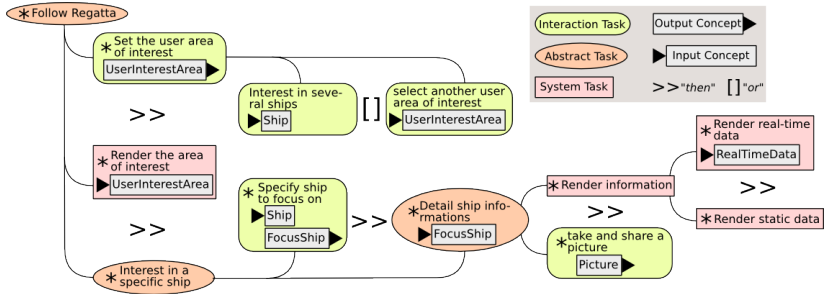 * Follow Regatta
* Set the user area
of interest
UserInterestArea
>>
Interest in seve-
ral ships
Ship
[]
select another user
area of interest
UserInterestArea
Interaction Task
Output Concept
Abstract Task
Input Concept
System Task
>>"then" []"or"
* Render the area
of interest
UserInterestArea
>>
* Specify ship
to focus on
Ship
FocusShip
>>
* Detail ship info-
rmations
FocusShip
* Interest in a
specific ship
* Render information
>>
* take and share a
picture
Picture
* Render real-time
data
RealTimeData
>>
* Render static data